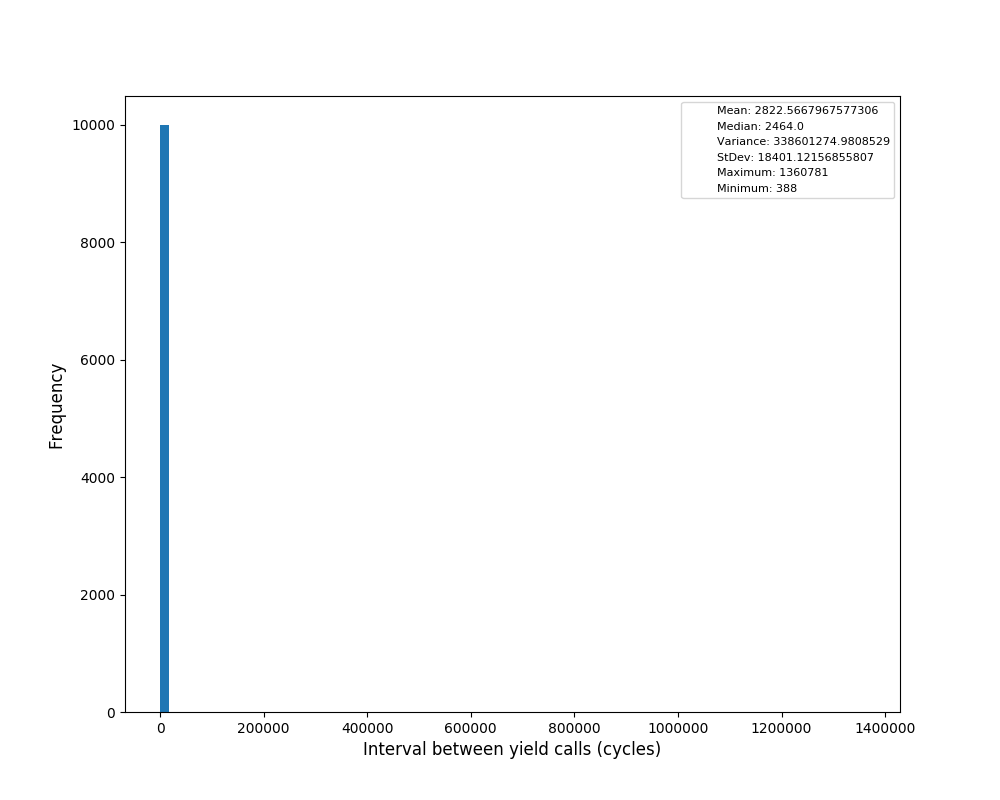 Mean: 2822.5667967577306
Median: 2464.0
Variance: 338601274.9808529
StDev: 18401.12156855807
Maximum: 1360781
Minimum: 388
10000
8000
6000
4000
2000
0
Frequency
0 200000 400000 600000 800000 1000000 1200000 1400000
Interval between yield calls (cycles)